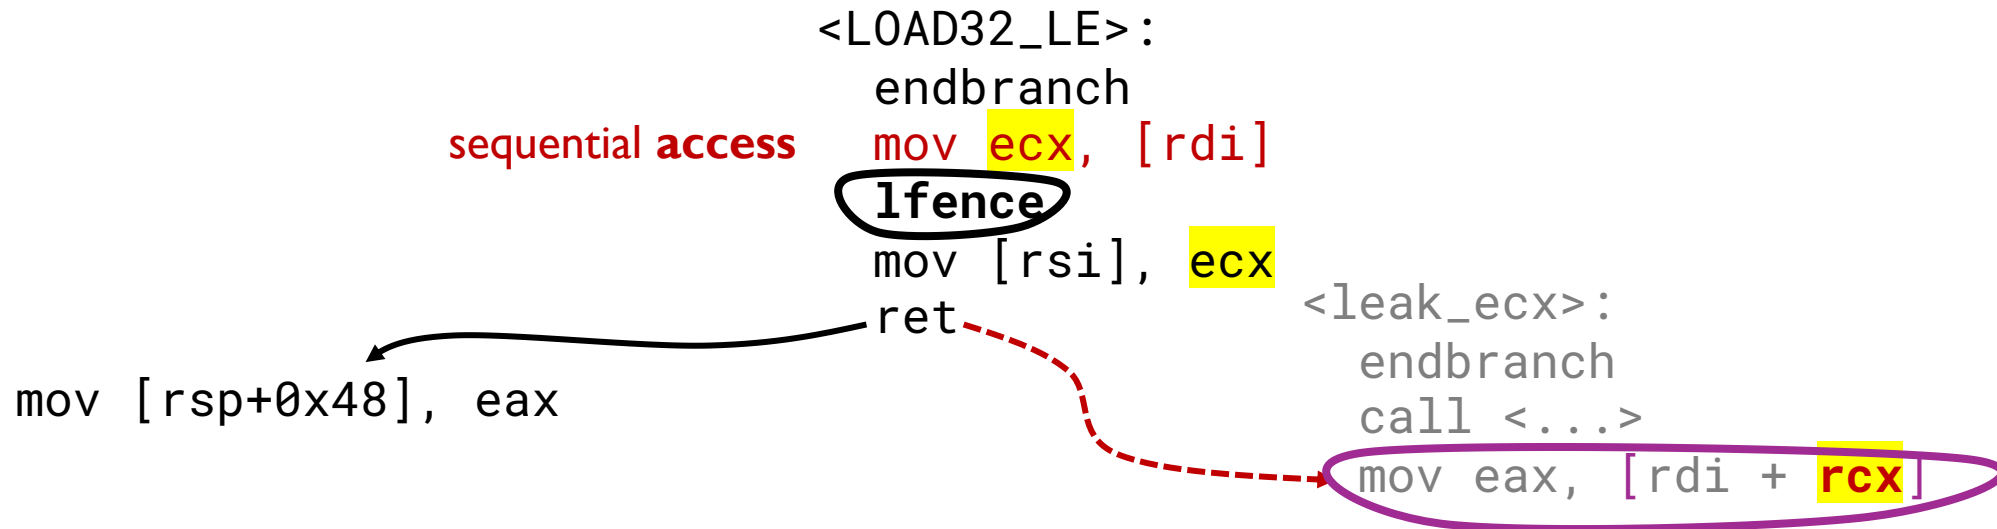 <LOAD32_LE>:
endbranch
sequential access mov ecx, [rdi]
lfence
mov [rsi], ecx
ret
mov [rsp+0x48], eax
<leak_ecx>:
endbranch
call <...>
mov eax, [rdi + rcx]